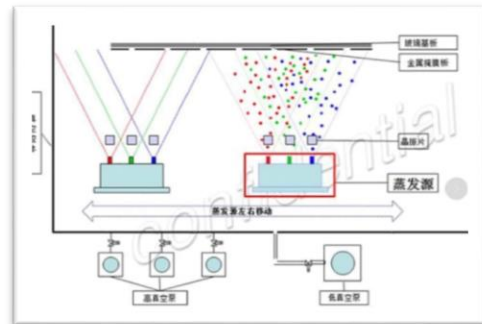 玻璃基板
金属掩膜板
晶振片
蒸发源
蒸发源左右移动
高真空泵
低真空泵
confidential